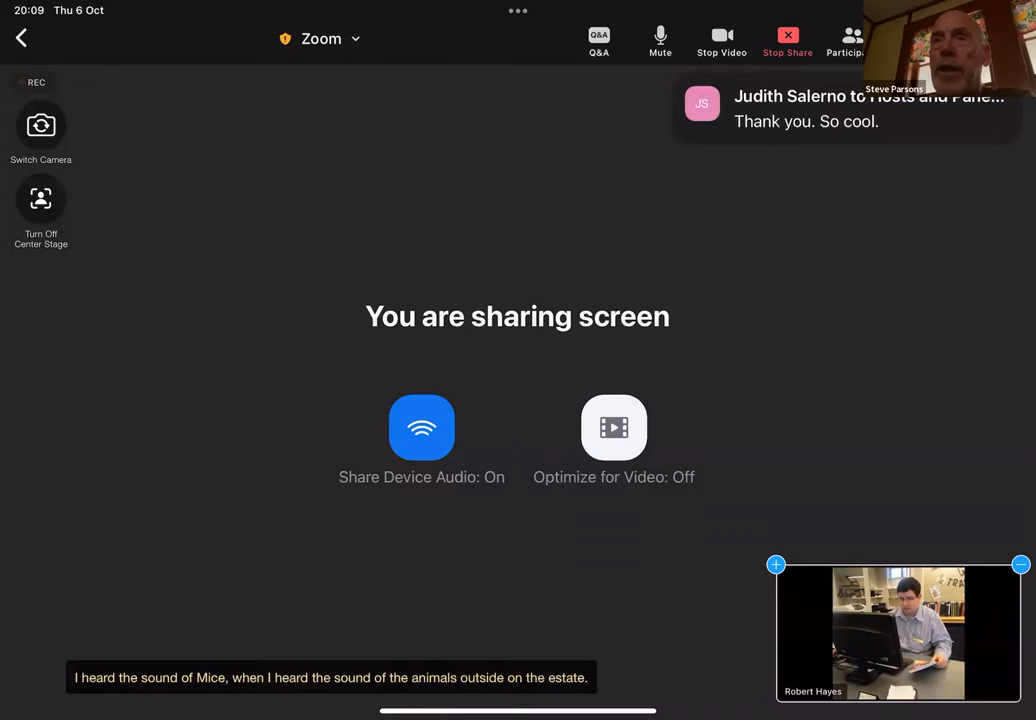 20:09 Thu 6 Oct
Zoom
Q&A
Q&A
Mute
Stop Video
Stop Share
Participa
Steve Parsons
REC
JS
Judith Salerno to Hosts and Pane...
Thank you. So cool.
Switch Camera
Turn Off
Center Stage
You are sharing screen
Share Device Audio: On
Optimize for Video: Off
I heard the sound of Mice, when I heard the sound of the animals outside on the estate.
Robert Hayes